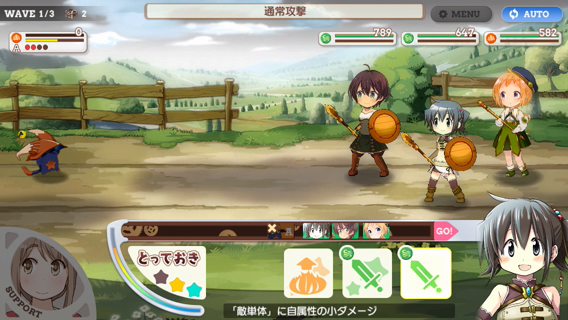 WAVE 1/3 2
通常攻撃
MENU
AUTO
0
A
789
647
582
GO!
とっておき
SUPPORT
「敵単体」に自属性の小ダメージ